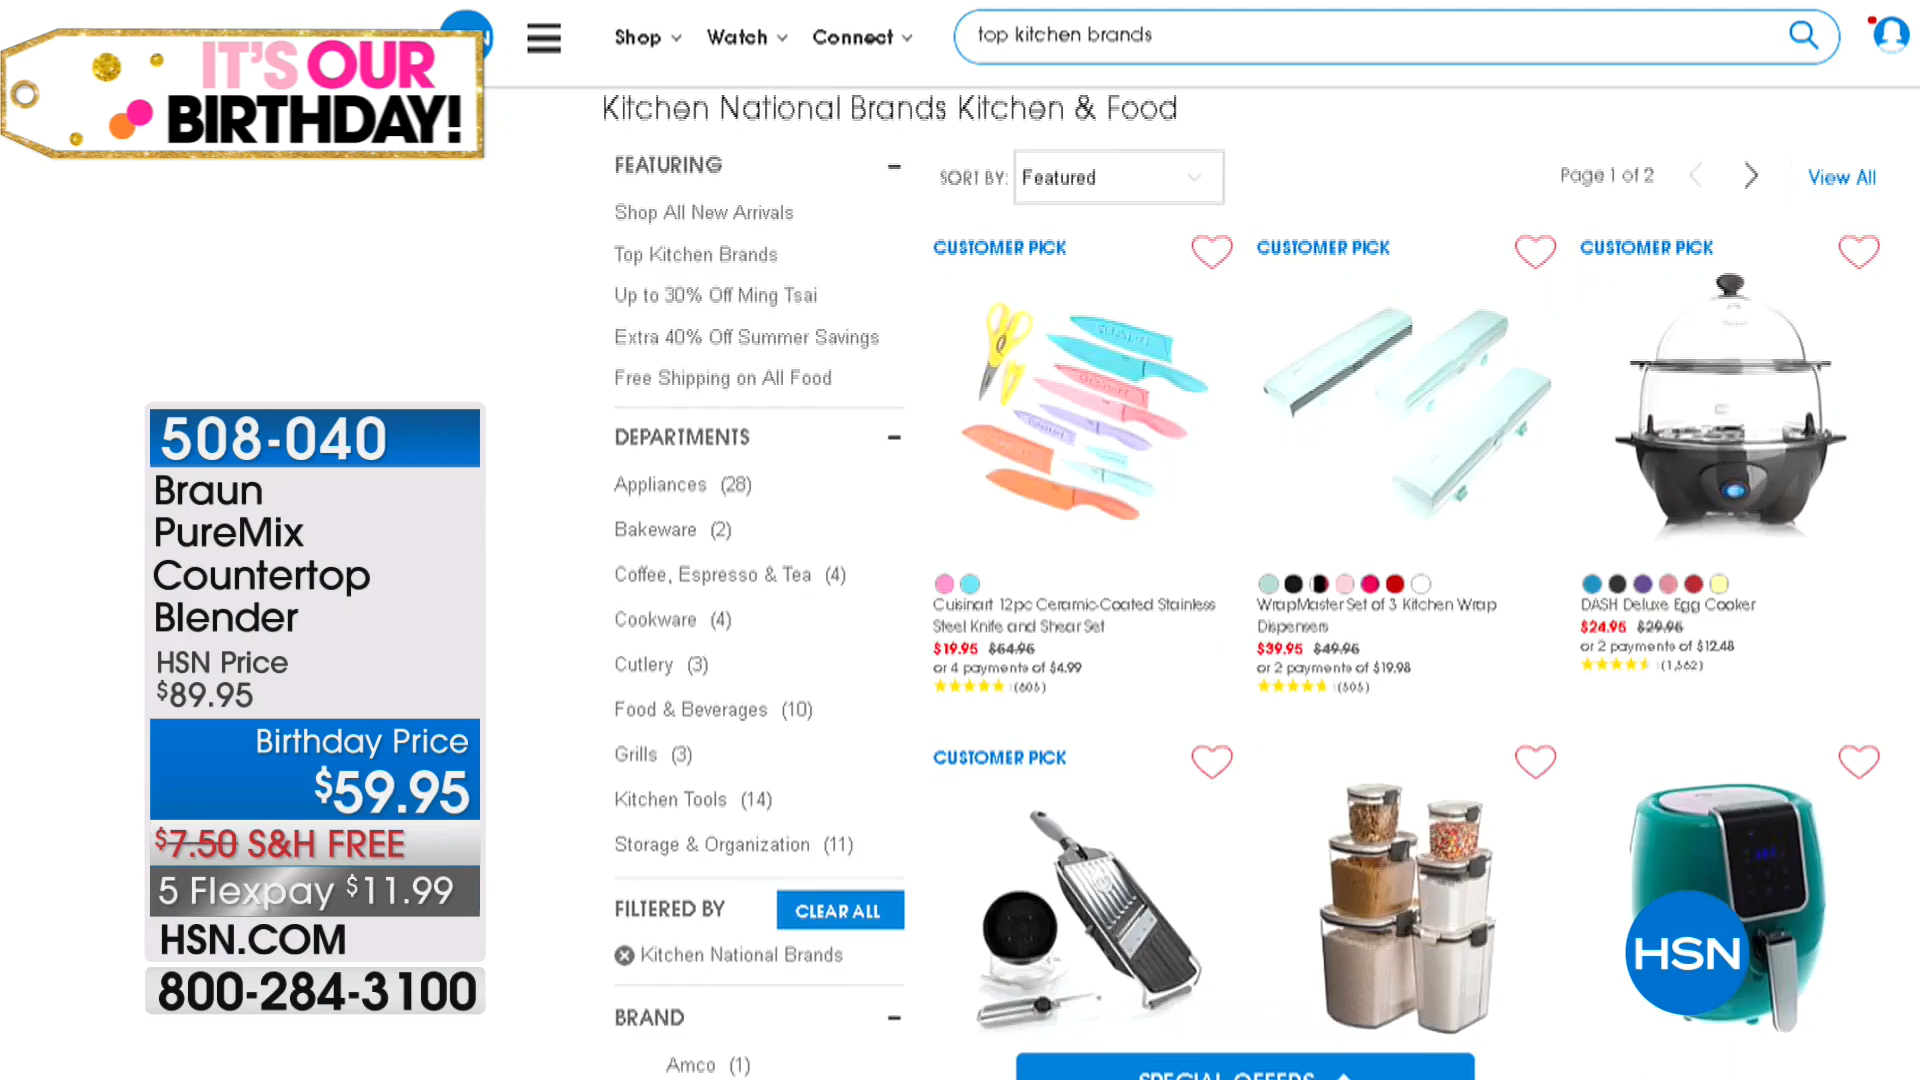 IT'S OUR
BIRTHDAY!
Shop
Watch
Connect
top kitchen brands
Kitchen National Brands Kitchen & Food
FEATURING
Shop All New Arrivals
Top Kitchen Brands
Up to 30% Off Ming Tsai
Extra 40% Off Summer Savings
Free Shipping on All Food
DEPARTMENTS
Appliances (28)
Bakeware (2)
Coffee, Espresso & Tea (4)
Cookware (4)
Cutlery (3)
Food & Beverages (10)
Grills (3)
Kitchen Tools (14)
Storage & Organization (11)
FILTERED BY
CLEAR ALL
Kitchen National Brands
BRAND
Amco (1)
SORT BY:
Featured
Page 1 of 2
View All
CUSTOMER PICK
Cuisinart 12pc Ceramic-Coated Stainless
Steel Knife and Shear Set
$19.95 $64.95
or 4 payments of $4.99
(605)
CUSTOMER PICK
WrapMaster Set of 3 Kitchen Wrap
Dispensers
$39.95 $49.95
or 2 payments of $19.98
(505)
CUSTOMER PICK
DASH Deluxe Egg Cooker
$24.95 $29.95
or 2 payments of $12.48
(1,562)
CUSTOMER PICK
HSN
SPECIAL OFFERS
508-040
Braun
PureMix
Countertop
Blender
HSN Price
$89.95
Birthday Price
$59.95
$7.50 S&H FREE
5 Flexpay $11.99
HSN.COM
800-284-3100